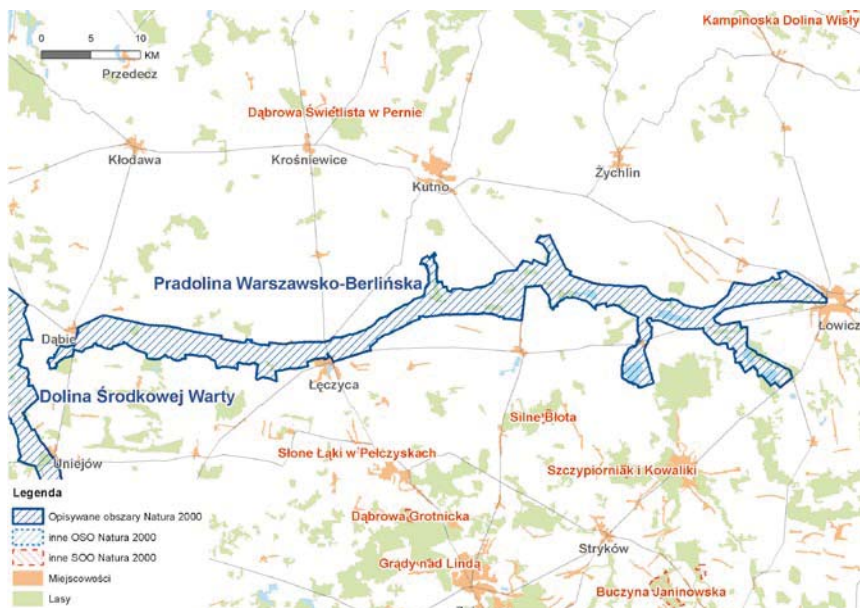 Kampinoska Dolina Wisły
0 5 10
KM
Przedecz
Dąbrowa Świetlista w Pernie
Kłodawa
Krośniewice
Żychlin
Kutno
Pradolina Warszawsko-Berlińska
Łowicz
Dąbie
Łęczyca
Dolina Środkowej Warty
Silne Błota
Uniejów
Słone Łąki w Pełczyskach
Szczypiorniak i Kowaliki
Legenda
Opisywane obszary Natura 2000
inne OSO Natura 2000
inne SOO Natura 2000
Miejscowości
Lasy
Dąbrowa Grotnicka
Stryków
Grądy nad Lindą
Buczyna Janinowska